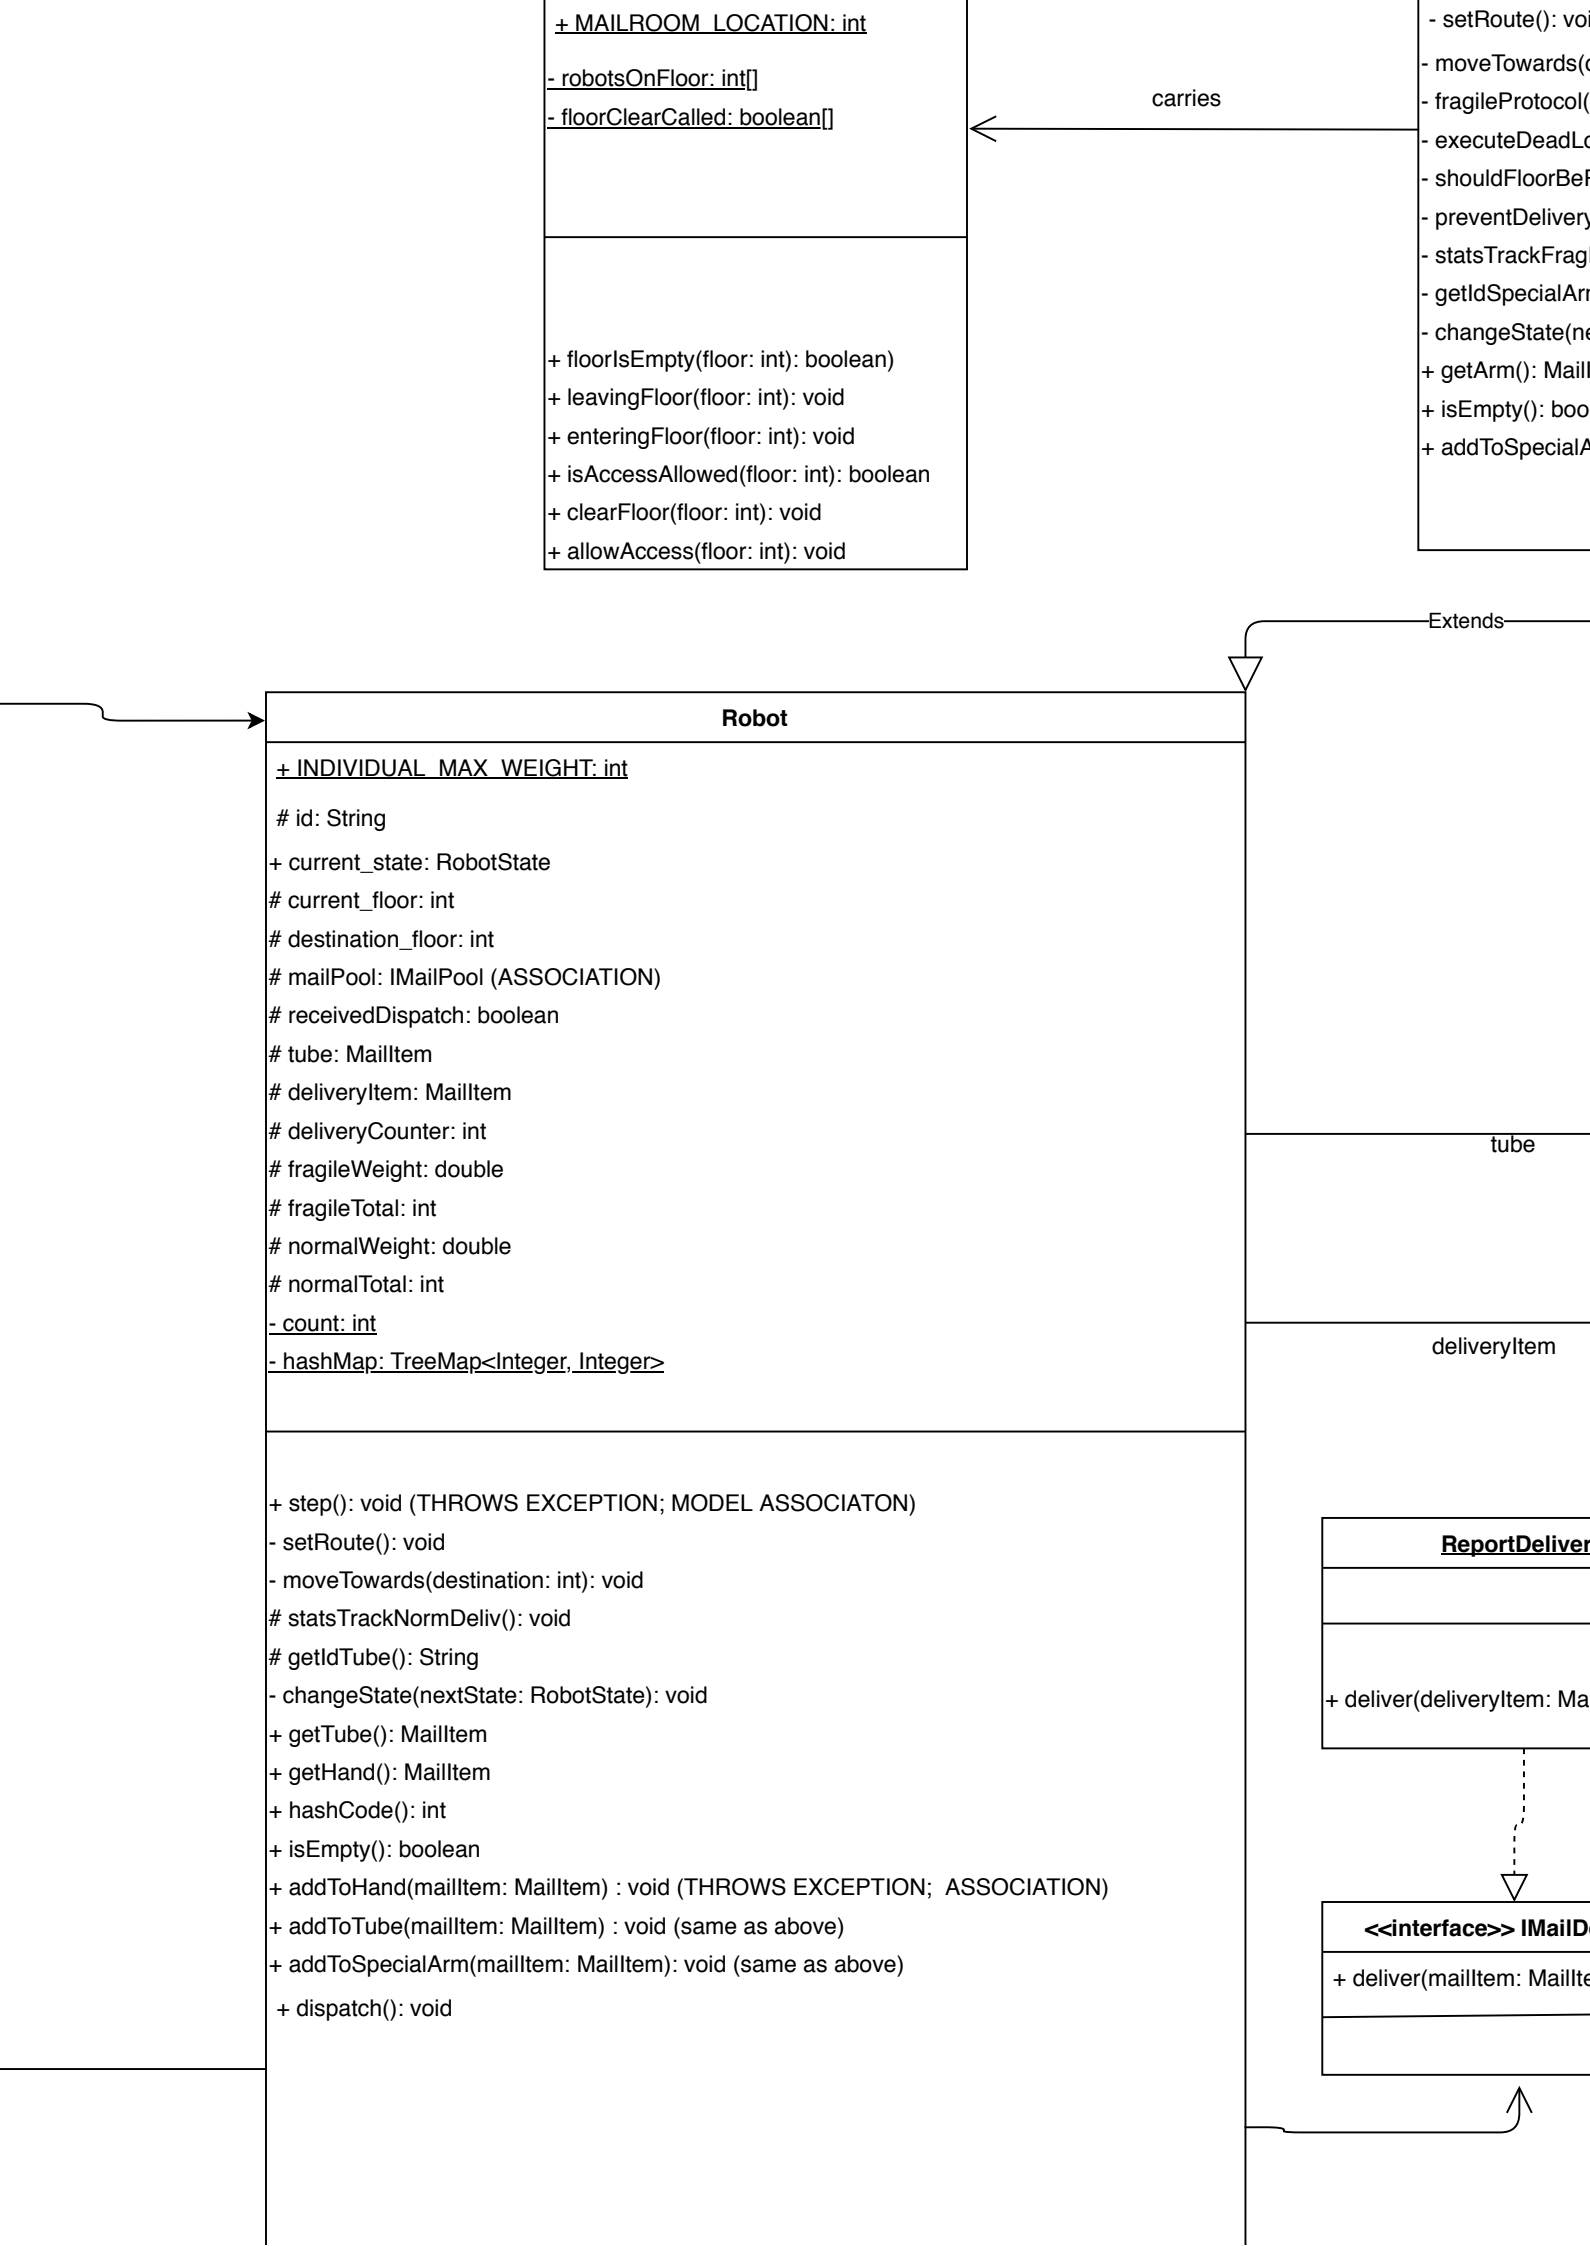 + MAILROOM_LOCATION: int
- robotsOnFloor: int[]
- floorClearCalled: boolean[]
+ floorIsEmpty(floor: int): boolean)
+ leavingFloor(floor: int): void
+ enteringFloor(floor: int): void
+ isAccessAllowed(floor: int): boolean
+ clearFloor(floor: int): void
+ allowAccess(floor: int): void
carries
- setRoute(): voi
- moveTowards(
- fragileProtocol(
- executeDeadLo
- shouldFloorBe
- preventDelivery
- statsTrackFrag
- getIdSpecialAr
- changeState(ne
+ getArm(): Mail
+ isEmpty(): boo
+ addToSpecialA
Extends
Robot
+ INDIVIDUAL_MAX_WEIGHT: int
# id: String
+ current_state: RobotState
# current_floor: int
# destination_floor: int
# mailPool: IMailPool (ASSOCIATION)
# receivedDispatch: boolean
# tube: MailItem
# deliveryItem: MailItem
# deliveryCounter: int
# fragileWeight: double
# fragileTotal: int
# normalWeight: double
# normalTotal: int
- count: int
- hashMap: TreeMap<Integer, Integer>
+ step(): void (THROWS EXCEPTION; MODEL ASSOCIATON)
- setRoute(): void
- moveTowards(destination: int): void
# statsTrackNormDeliv(): void
# getIdTube(): String
- changeState(nextState: RobotState): void
+ getTube(): MailItem
+ getHand(): MailItem
+ hashCode(): int
+ isEmpty(): boolean
+ addToHand(mailItem: MailItem) : void (THROWS EXCEPTION;  ASSOCIATION)
+ addToTube(mailItem: MailItem) : void (same as above)
+ addToSpecialArm(mailItem: MailItem): void (same as above)
+ dispatch(): void
tube
deliveryItem
ReportDeliver
+ deliver(deliveryItem: Ma
<<interface>> IMailD
+ deliver(mailItem: MailIte